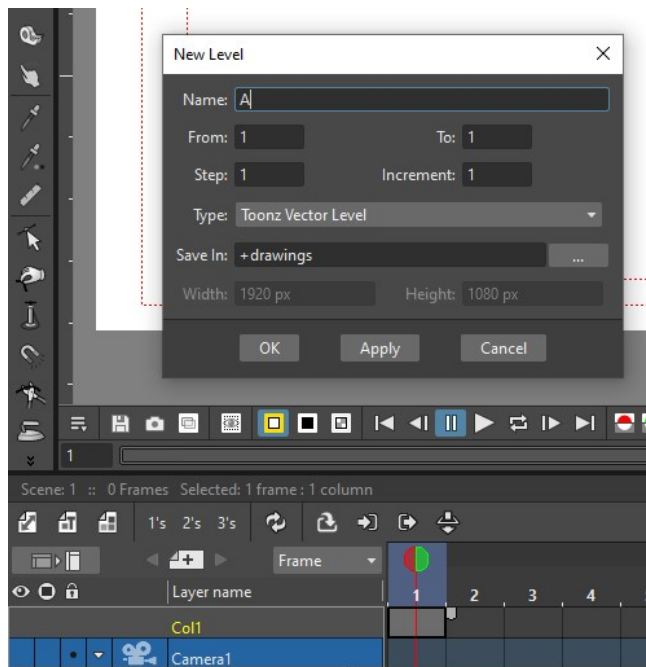 New Level
Name: A
From: 1 To: 1
Step: 1 Increment: 1
Type: Toonz Vector Level
Save In: +drawings ...
Width: 1920 px Height: 1080 px
OK Apply Cancel
1
Scene: 1 :: 0 Frames Selected: 1 frame : 1 column
1's 2's 3's
Frame
Layer name 1 2 3 4
Col1
Camera1